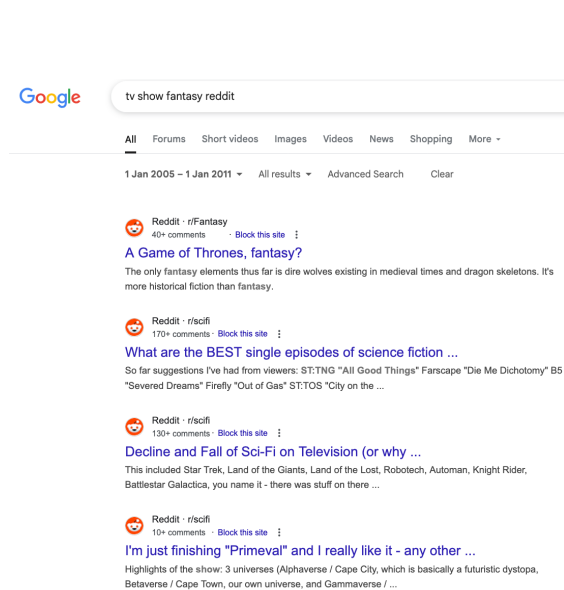 Google
tv show fantasy reddit
All Forums Short videos Images Videos News Shopping More
1 Jan 2005 – 1 Jan 2011 All results Advanced Search Clear
Reddit · r/Fantasy
40+ comments · Block this site
A Game of Thrones, fantasy?
The only fantasy elements thus far is dire wolves existing in medieval times and dragon skeletons. It's
more historical fiction than fantasy.
Reddit · r/scifi
170+ comments · Block this site
What are the BEST single episodes of science fiction ...
So far suggestions I've had from viewers: ST:TNG "All Good Things" Farscape "Die Me Dichotomy" B5
"Severed Dreams" Firefly "Out of Gas" ST:TOS "City on the ...
Reddit · r/scifi
130+ comments · Block this site
Decline and Fall of Sci-Fi on Television (or why ...
This included Star Trek, Land of the Giants, Land of the Lost, Robotech, Automan, Knight Rider,
Battlestar Galactica, you name it - there was stuff on there ...
Reddit · r/scifi
10+ comments · Block this site
I'm just finishing "Primeval" and I really like it - any other ...
Highlights of the show: 3 universes (Alphaverse / Cape City, which is basically a futuristic dystopa,
Betaverse / Cape Town, our own universe, and Gammaverse / ...